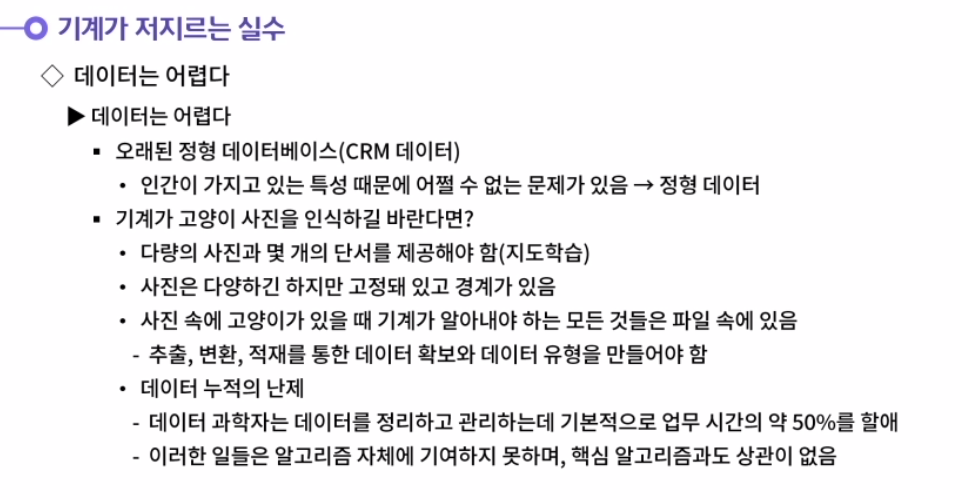 기계가 저지르는 실수
◇ 데이터는 어렵다
▶ 데이터는 어렵다
▪ 오래된 정형 데이터베이스(CRM 데이터)
• 인간이 가지고 있는 특성 때문에 어쩔 수 없는 문제가 있음 → 정형 데이터
▪ 기계가 고양이 사진을 인식하길 바란다면?
• 다량의 사진과 몇 개의 단서를 제공해야 함(지도학습)
• 사진은 다양하긴 하지만 고정돼 있고 경계가 있음
• 사진 속에 고양이가 있을 때 기계가 알아내야 하는 모든 것들은 파일 속에 있음
- 추출, 변환, 적재를 통한 데이터 확보와 데이터 유형을 만들어야 함
• 데이터 누적의 난제
- 데이터 과학자는 데이터를 정리하고 관리하는데 기본적으로 업무 시간의 약 50%를 할애
- 이러한 일들은 알고리즘 자체에 기여하지 못하며, 핵심 알고리즘과도 상관이 없음